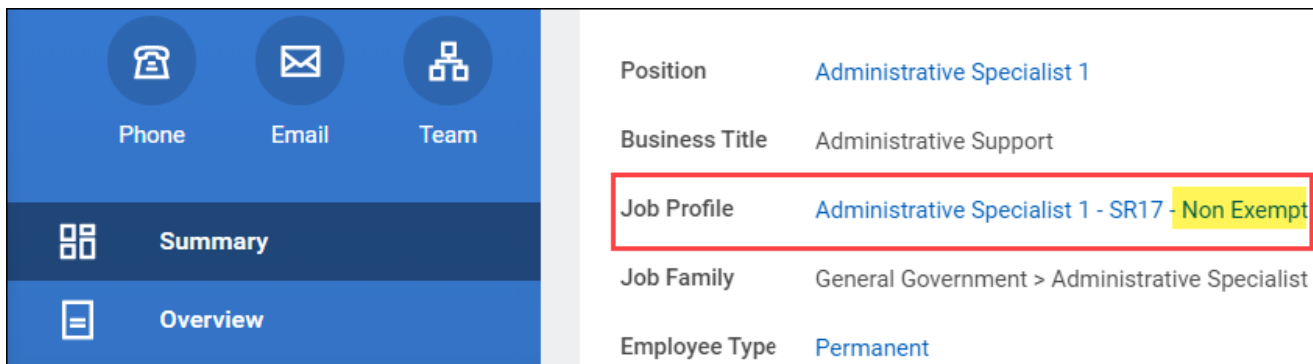 Phone Email Team
Summary
Overview
Position Administrative Specialist 1
Business Title Administrative Support
Job Profile Administrative Specialist 1 - SR17 - Non Exempt
Job Family General Government > Administrative Specialist
Employee Type Permanent